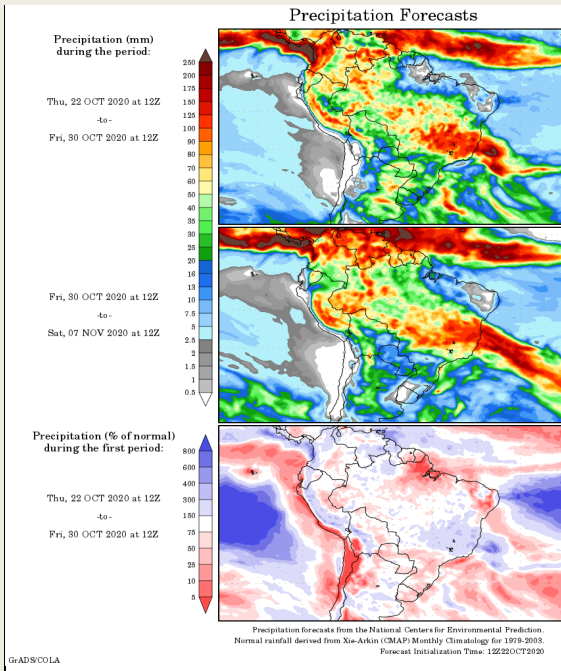 Precipitation Forecasts
Precipitation (mm)
during the period:
Thu, 22 OCT 2020 at 12Z
-to-
Fri, 30 OCT 2020 at 12Z
250
200
175
150
125
100
90
80
70
60
50
40
35
30
25
20
16
13
10
7.5
5
2.5
2
1.5
1
0.5
Fri, 30 OCT 2020 at 12Z
-to-
Sat, 07 NOV 2020 at 12Z
Precipitation (% of normal)
during the first period:
Thu, 22 OCT 2020 at 12Z
-to-
Fri, 30 OCT 2020 at 12Z
800
600
400
300
150
75
50
25
10
5
Precipitation forecasts from the National Centers for Environmental Prediction.
Normal rainfall derived from Xie-Arkin (CMAP) Monthly Climatology for 1979-2003.
Forecast Initialization Time: 12Z22OCT2020
GrADS/COLA